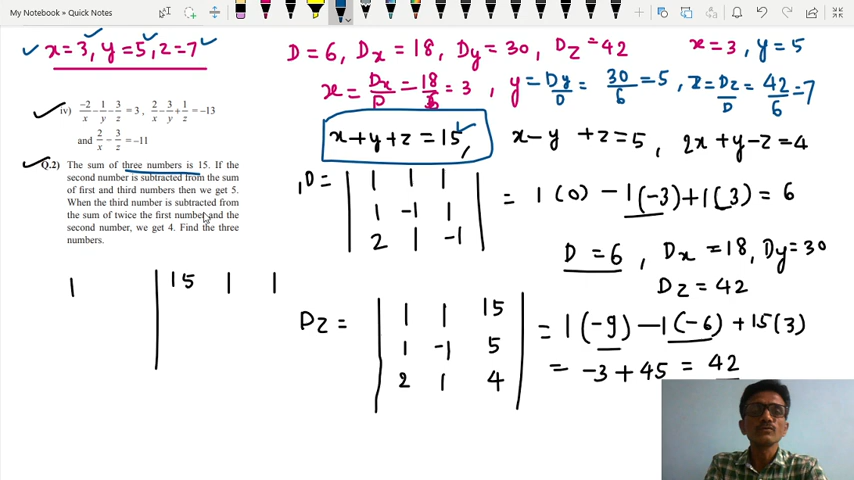 My Notebook » Quick Notes
x=3, y=5, z=7
D=6, Dx=18, Dy=30, Dz=42
x=3, y=5
x = Dx/D = 18/6 = 3, y = Dy/D = 30/6 = 5, z = Dz/D = 42/6 = 7
iv) -2/x - 1/y - 3/z = 3, 2/x - 3/y + 1/z = -13
and 2/x - 3/z = -11
x+y+z=15, x-y+z=5, 2x+y-z=4
Q.2) The sum of three numbers is 15. If the
second number is subtracted from the sum
of first and third numbers then we get 5.
When the third number is subtracted from
the sum of twice the first number and the
second number, we get 4. Find the three
numbers.
D = | 1 1 1 | = 1(0) - 1(-3) + 1(3) = 6
| 1 -1 1 |
| 2 1 -1 |
D = 6, Dx = 18, Dy = 30
Dz = 42
1 | 15 1 1
Dz = | 1 1 15 | = 1(-9) - 1(-6) + 15(3)
| 1 -1 5 |
| 2 1 4 | = -3 + 45 = 42